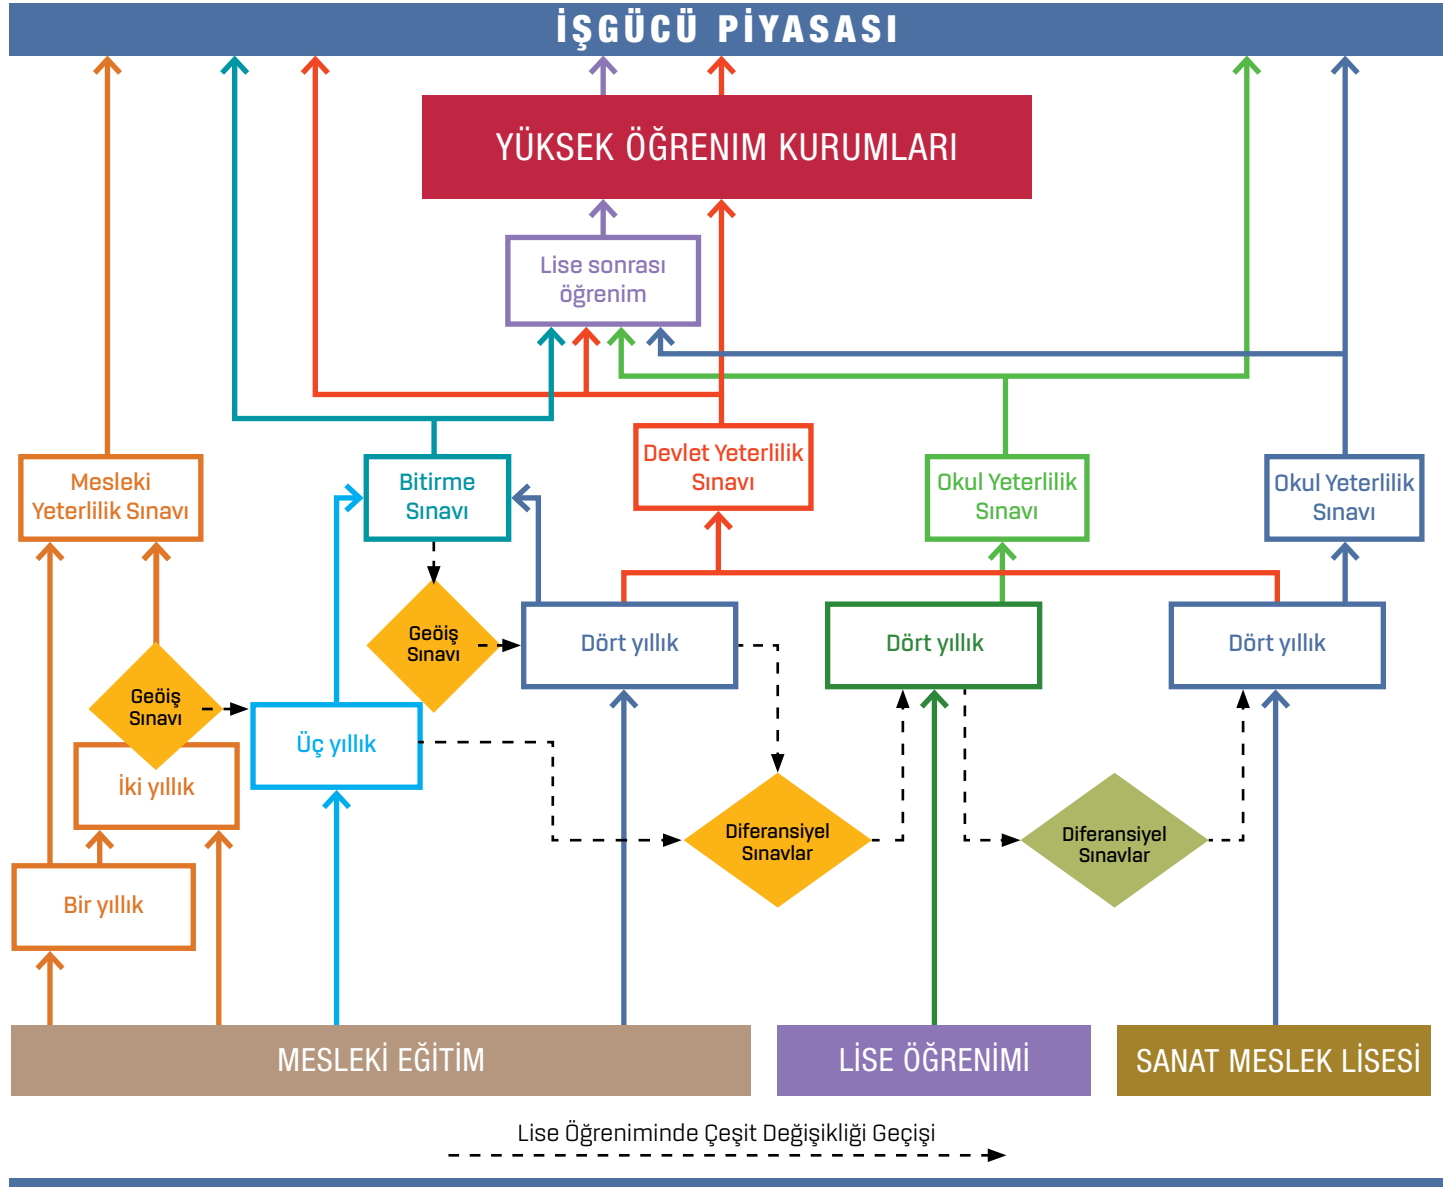 İŞGÜCÜ PİYASASI
YÜKSEK ÖĞRENIM KURUMLARI
Lise sonrası
öğrenim
Mesleki
Yeterlilik Sınavı
Bitirme
Sınavı
Devlet Yeterlilik
Sınavı
Okul Yeterlilik
Sınavı
Okul Yeterlilik
Sınavı
Geöiş
Sınavı
Dört yıllık
Dört yıllık
Dört yıllık
Geöiş
Sınavı
Üç yıllık
İki yıllık
Diferansiyel
Sınavlar
Diferansiyel
Sınavlar
Bir yıllık
MESLEKİ EĞİTİM
LİSE ÖĞRENİMİ
SANAT MESLEK LİSESİ
Lise Öğreniminde Çeşit Değişikliği Geçişi